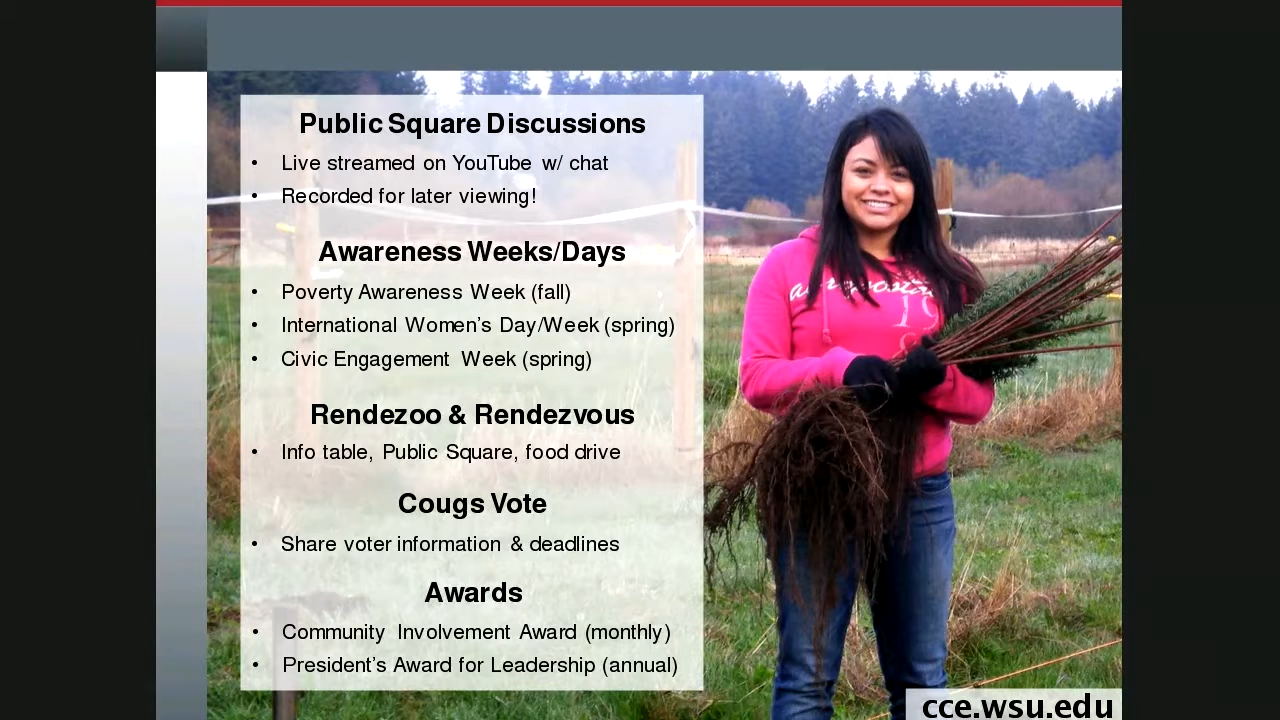 Public Square Discussions
• Live streamed on YouTube w/ chat
• Recorded for later viewing!
Awareness Weeks/Days
• Poverty Awareness Week (fall)
• International Women's Day/Week (spring)
• Civic Engagement Week (spring)
Rendezoo & Rendezvous
• Info table, Public Square, food drive
Cougs Vote
• Share voter information & deadlines
Awards
• Community Involvement Award (monthly)
• President's Award for Leadership (annual)
19
cce.wsu.edu